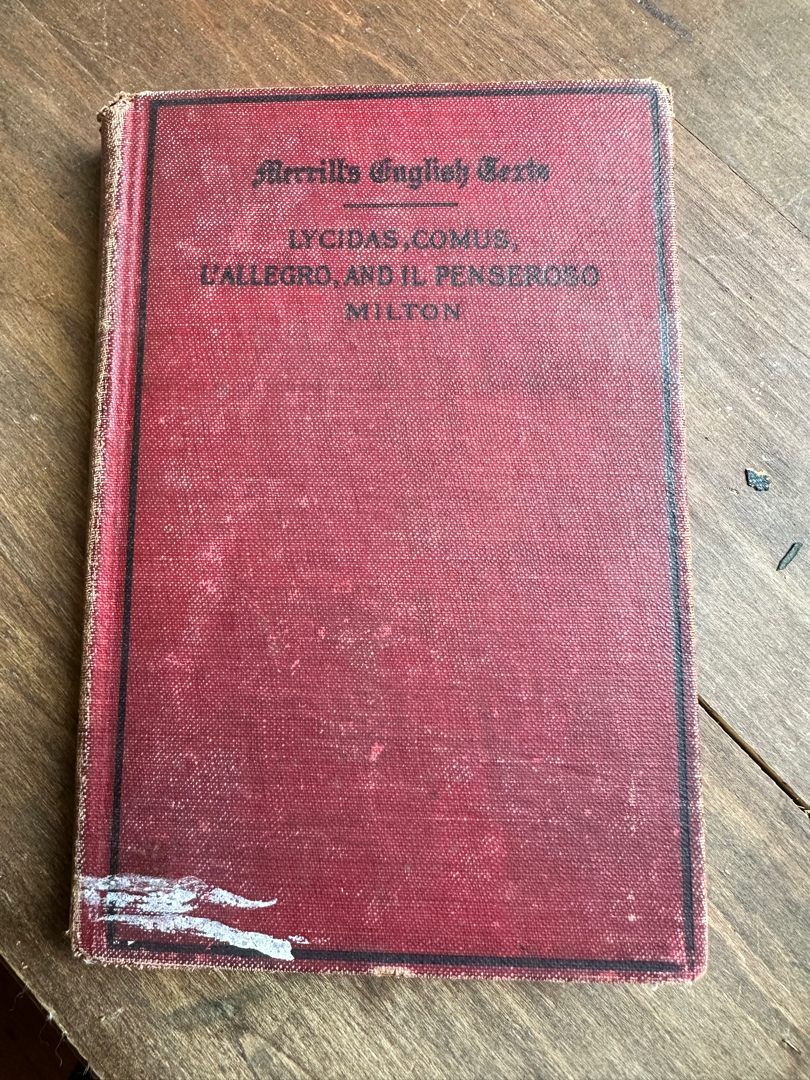 Merrill's English Texts
LYCIDAS, COMUS,
L'ALLEGRO, AND IL PENSEROSO
MILTON